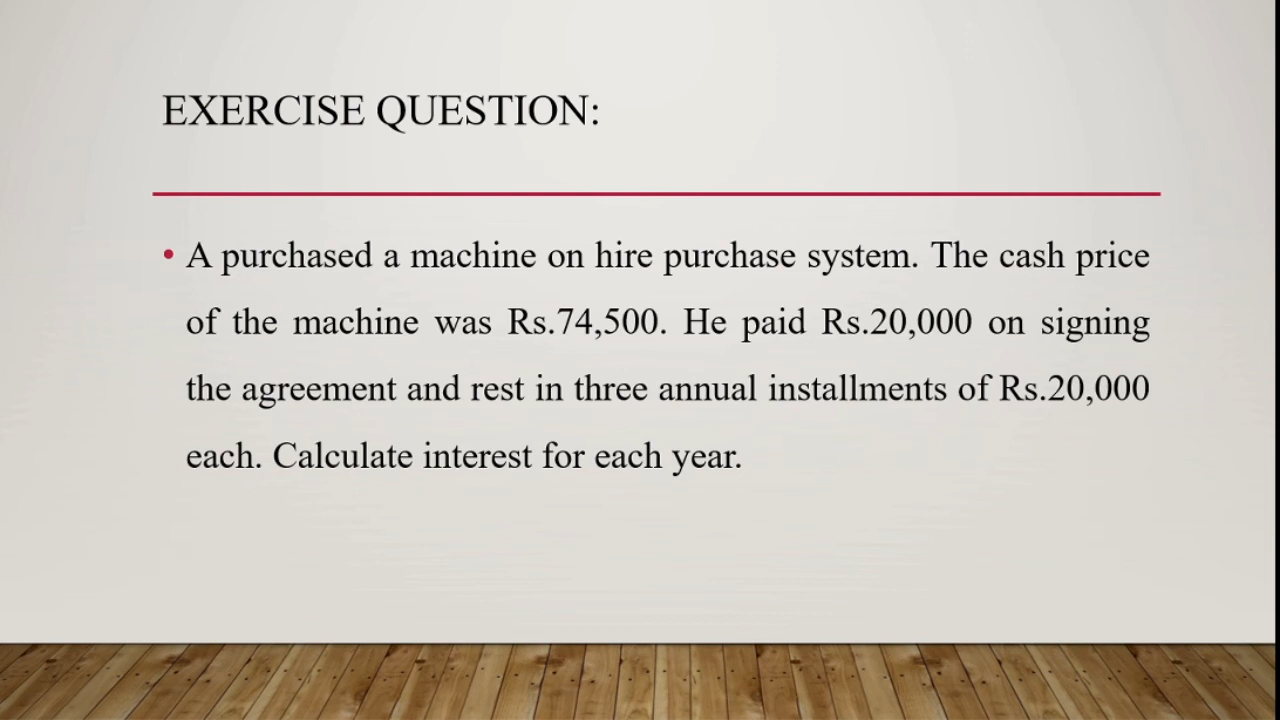 EXERCISE QUESTION:
• A purchased a machine on hire purchase system. The cash price
of the machine was Rs.74,500. He paid Rs.20,000 on signing
the agreement and rest in three annual installments of Rs.20,000
each. Calculate interest for each year.